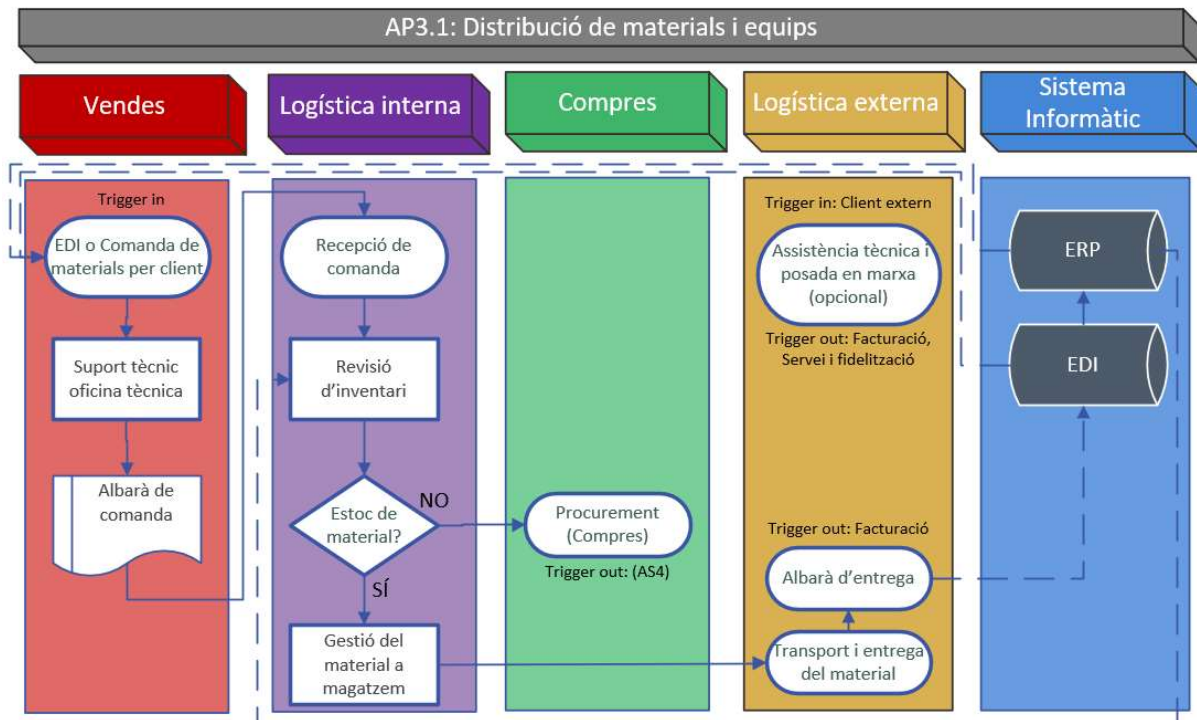 AP3.1: Distribució de materials i equips
Vendes
Logística interna
Compres
Logística externa
Sistema
Informàtic
Trigger in
EDI o Comanda de
materials per client
Suport tècnic
oficina tècnica
Albarà de
comanda
Recepció de
comanda
Revisió
d’inventari
Estoc de
material?
NO
SÍ
Gestió del
material a
magatzem
Procurement
(Compres)
Trigger out: (AS4)
Trigger in: Client extern
Assistència tècnica i
posada en marxa
(opcional)
Trigger out: Facturació,
Servei i fidelització
Trigger out: Facturació
Albarà d’entrega
Transport i entrega
del material
ERP
EDI